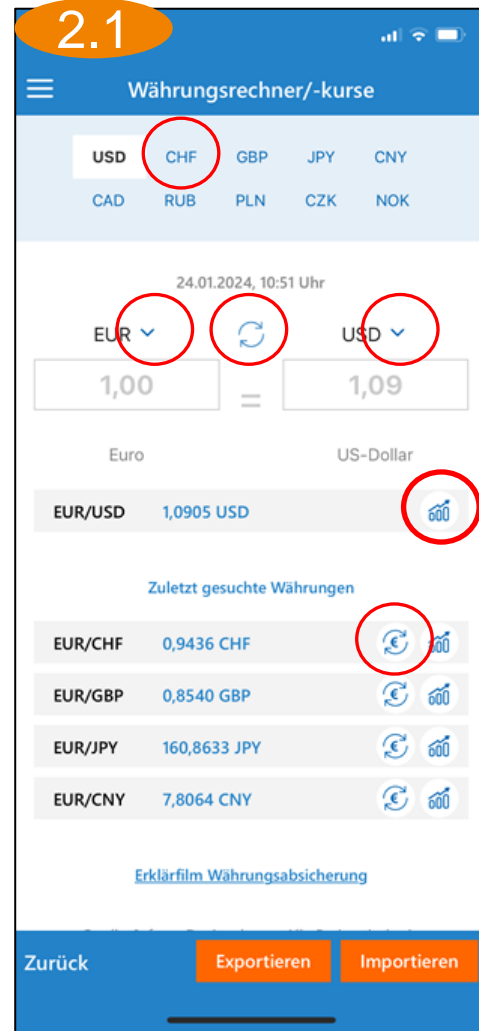 2.1
Währungsrechner/-kurse
USD CHF GBP JPY CNY
CAD RUB PLN CZK NOK
24.01.2024, 10:51 Uhr
EUR USD
1,00 = 1,09
Euro US-Dollar
EUR/USD 1,0905 USD
Zuletzt gesuchte Währungen
EUR/CHF 0,9436 CHF
EUR/GBP 0,8540 GBP
EUR/JPY 160,8633 JPY
EUR/CNY 7,8064 CNY
Erklärfilm Währungsabsicherung
Zurück Exportieren Importieren